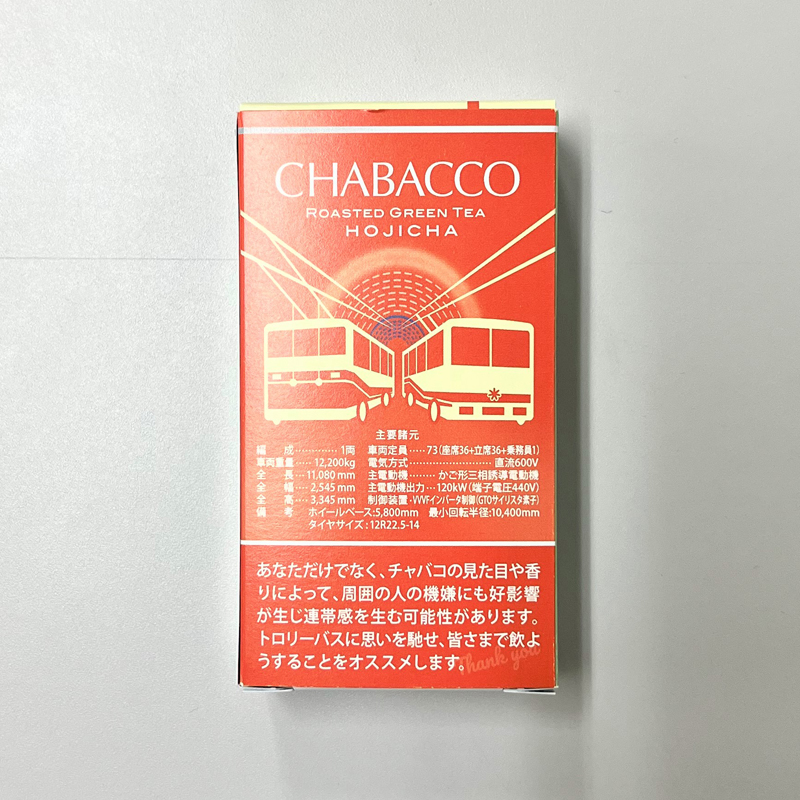 CHABACCO
ROASTED GREEN TEA
HOJICHA
主要諸元
編成…………1両 車両定員……73(座席36+立席36+乗務員1)
車両重量……12,200kg 電気方式……………………直流600V
全長……11,080mm 主電動機………かご形三相誘導電動機
全幅……2,545mm 主電動機出力…120kW(端子電圧440V)
全高……3,345mm 制御装置・VVVFインバータ制御(GTOサイリスタ素子)
備考 ホイールベース:5,800mm 最小回転半径:10,400mm
タイヤサイズ:12R22.5-14
あなただけでなく、チャバコの見た目や香
りによって、周囲の人の機嫌にも好影響
が生じ連帯感を生む可能性があります。
トロリーバスに思いを馳せ、皆さまで飲よ
うすることをオススメします。
Thank you